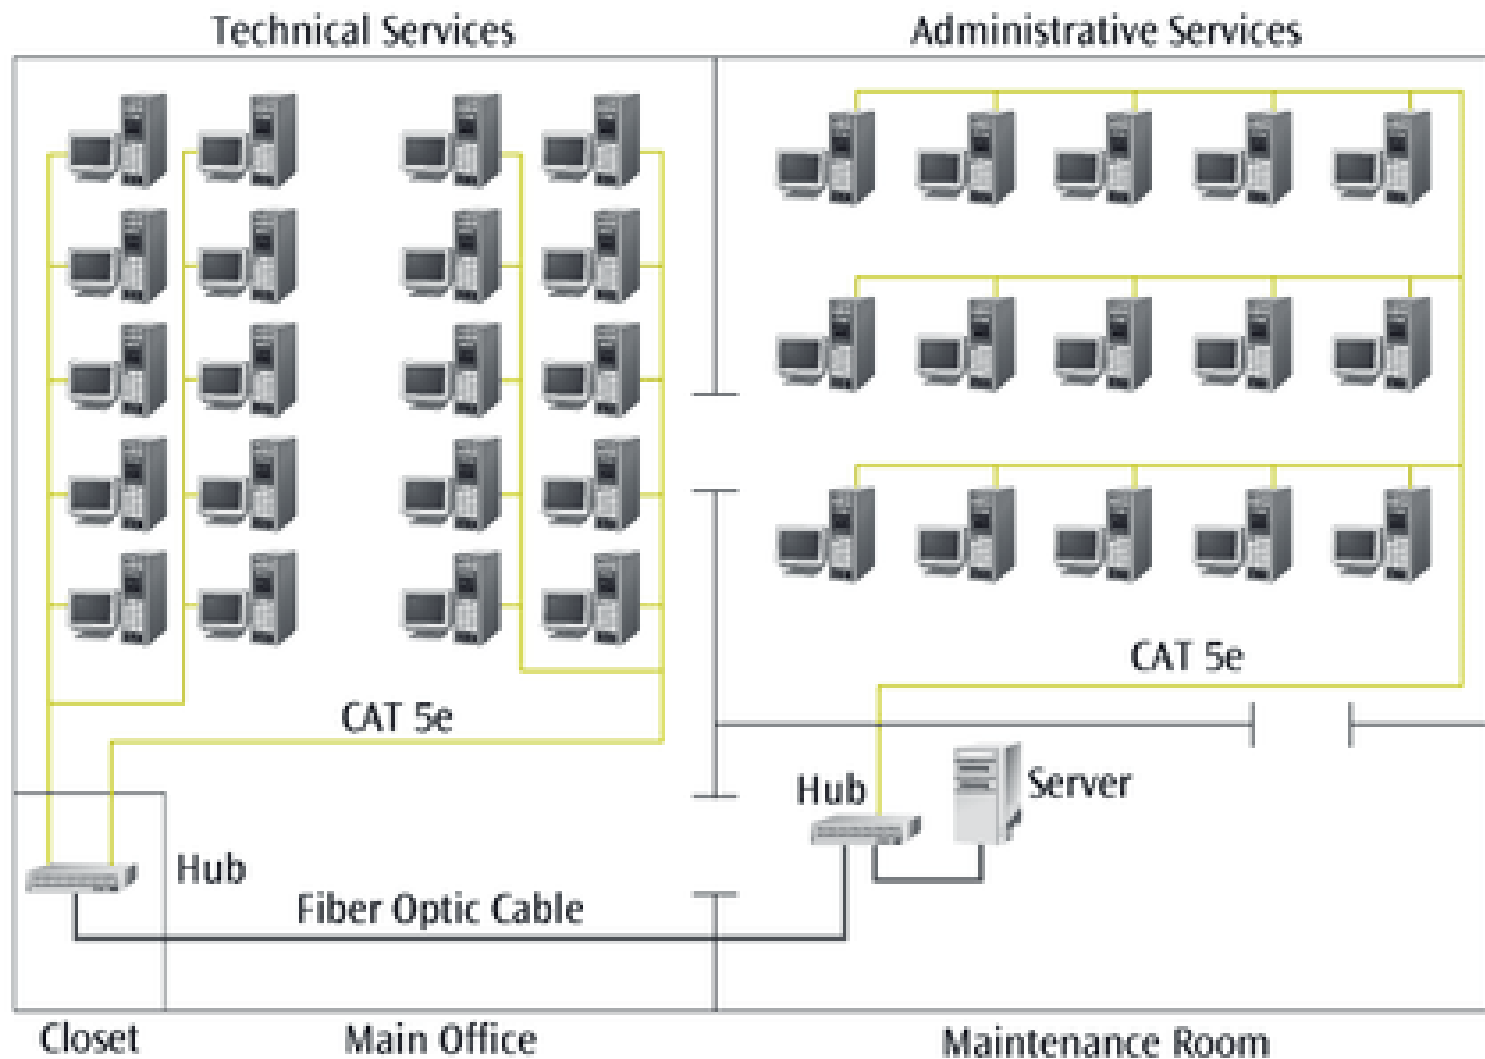 Technical Services
Administrative Services
CAT 5e
CAT 5e
Hub
Server
Hub
Fiber Optic Cable
Closet
Main Office
Maintenance Room